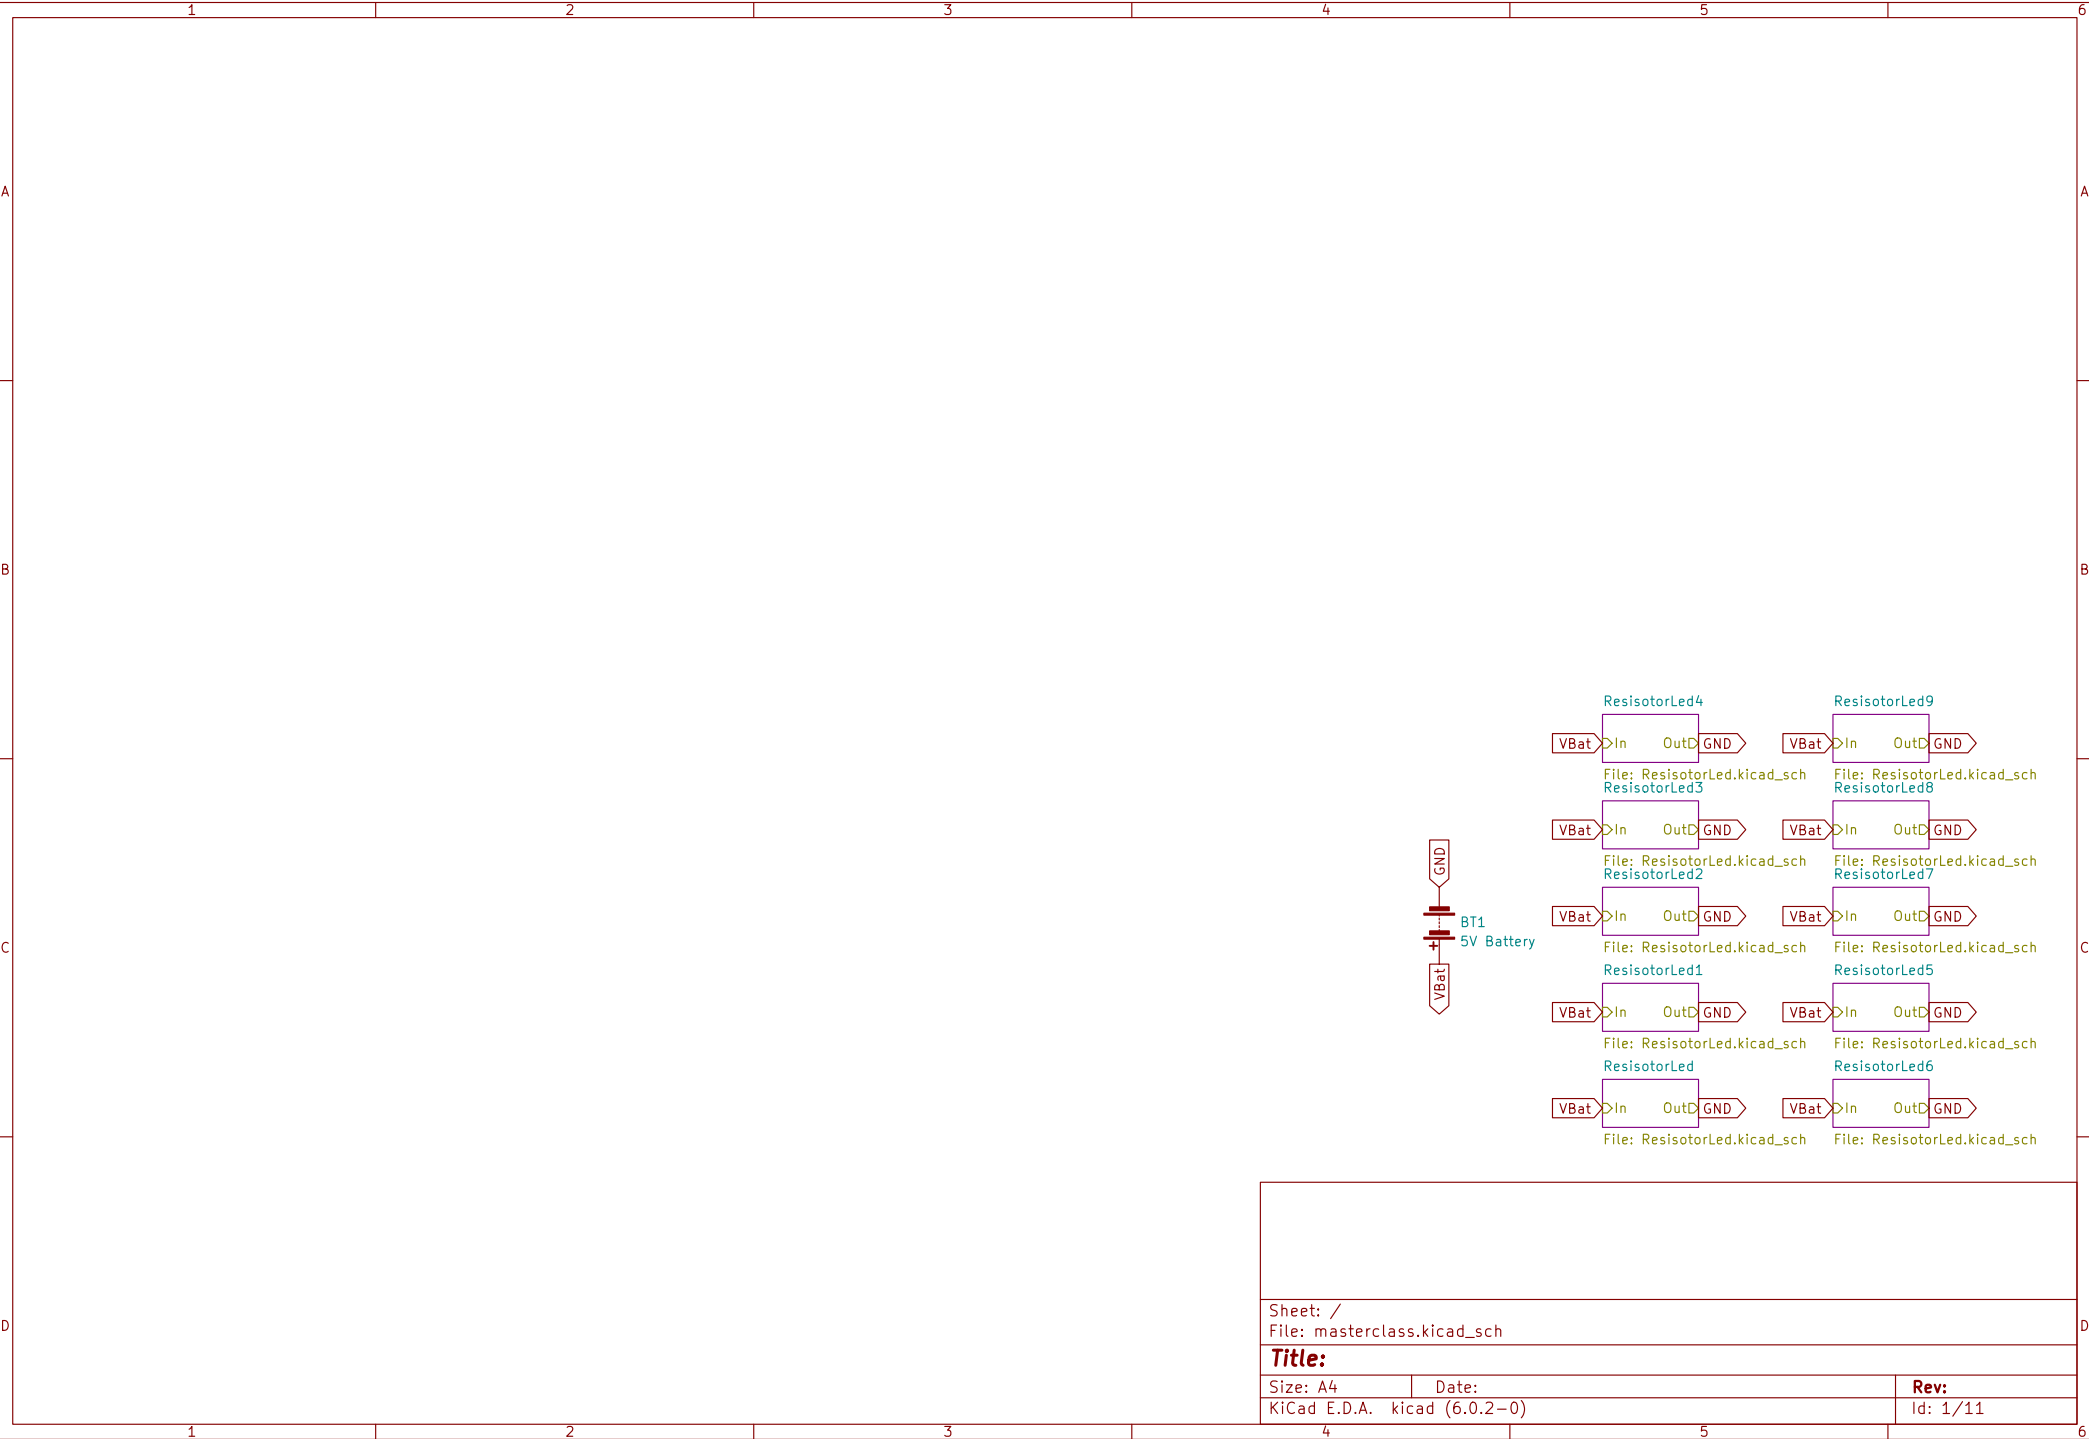 1 2 3 4 5 6
A A
B B
ResisotorLed4 ResisotorLed9
VBat In Out GND VBat In Out GND
File: ResisotorLed.kicad_sch File: ResisotorLed.kicad_sch
ResisotorLed3 ResisotorLed8
VBat In Out GND VBat In Out GND
File: ResisotorLed.kicad_sch File: ResisotorLed.kicad_sch
GND
ResisotorLed2 ResisotorLed7
VBat In Out GND VBat In Out GND
BT1
5V Battery
+
File: ResisotorLed.kicad_sch File: ResisotorLed.kicad_sch
C C
VBat
ResisotorLed1 ResisotorLed5
VBat In Out GND VBat In Out GND
File: ResisotorLed.kicad_sch File: ResisotorLed.kicad_sch
ResisotorLed ResisotorLed6
VBat In Out GND VBat In Out GND
File: ResisotorLed.kicad_sch File: ResisotorLed.kicad_sch
Sheet: /
D D
File: masterclass.kicad_sch
Title:
Size: A4 Date: Rev:
KiCad E.D.A. kicad (6.0.2-0) Id: 1/11
1 2 3 4 5 6